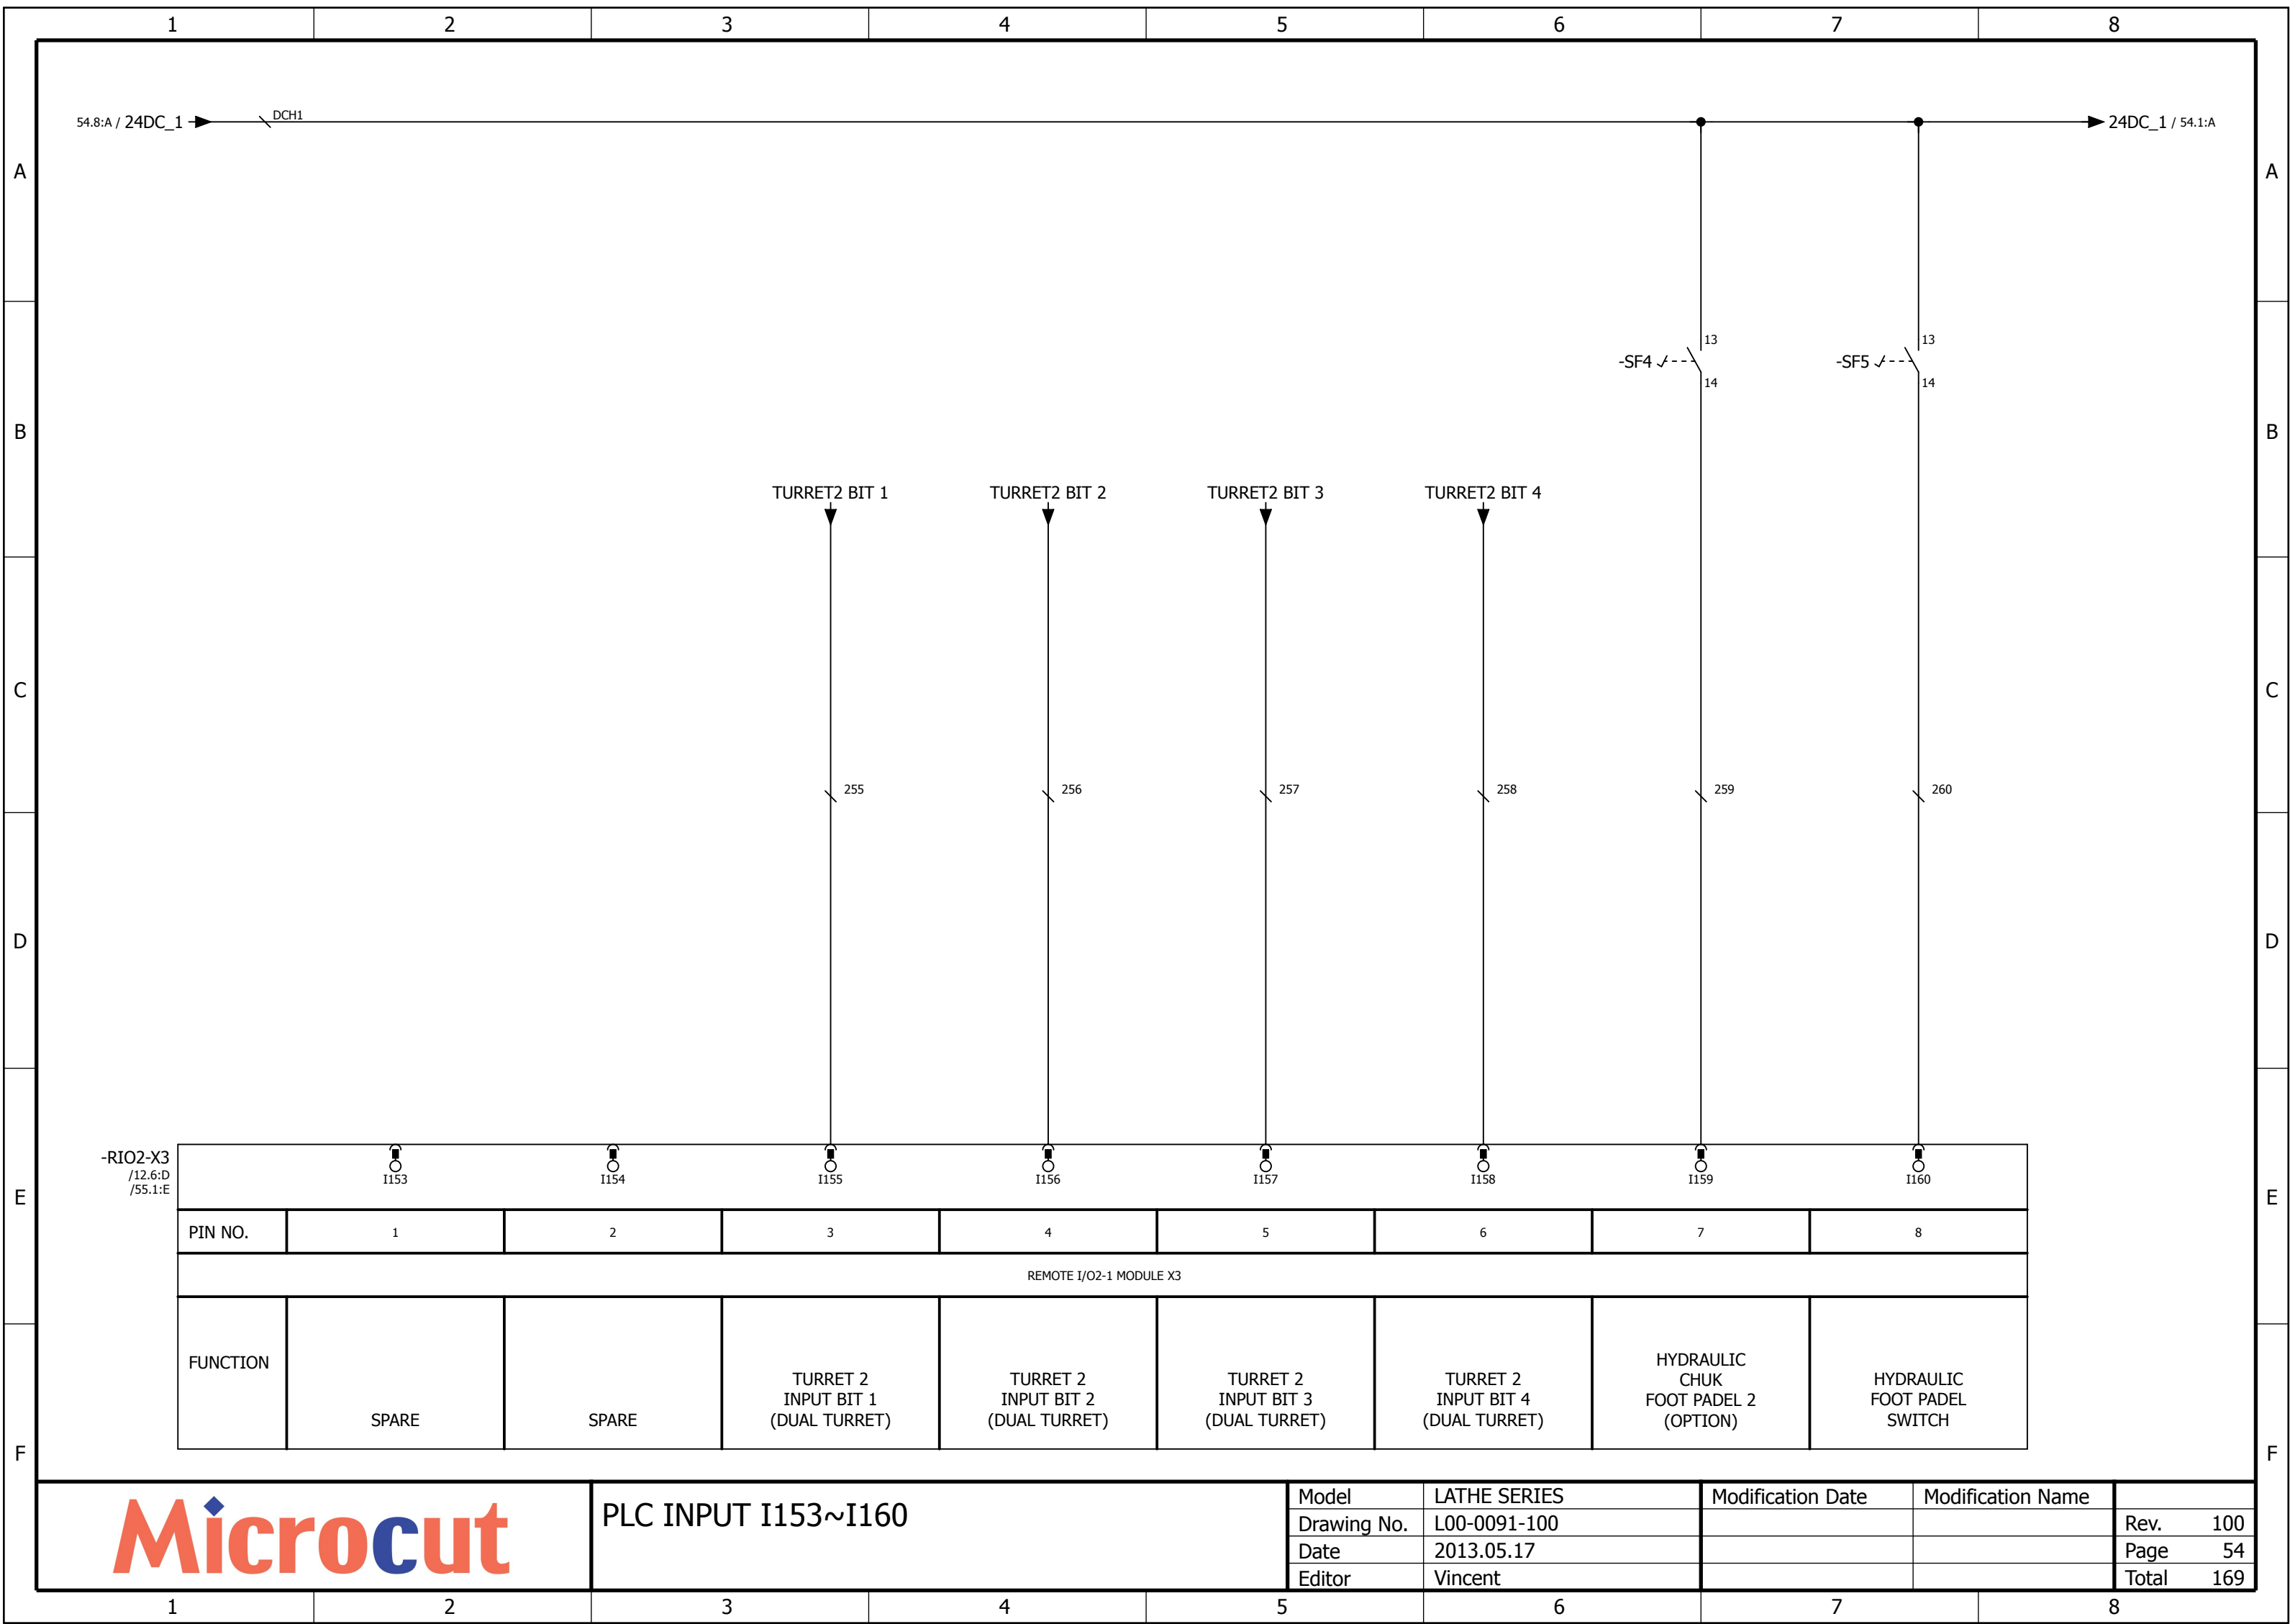 1 2 3 4 5 6 7 8
54.8:A / 24DC_1
DCH1
24DC_1 / 54.1:A
A A
13 13
-SF4 -SF5
14 14
B B
TURRET2 BIT 1 TURRET2 BIT 2 TURRET2 BIT 3 TURRET2 BIT 4
C C
255 256 257 258 259 260
D D
-RIO2-X3
/12.6:D
/55.1:E
I153 I154 I155 I156 I157 I158 I159 I160
E E
PIN NO. 1 2 3 4 5 6 7 8
REMOTE I/O2-1 MODULE X3
FUNCTION
SPARE
SPARE
TURRET 2
INPUT BIT 1
(DUAL TURRET)
TURRET 2
INPUT BIT 2
(DUAL TURRET)
TURRET 2
INPUT BIT 3
(DUAL TURRET)
TURRET 2
INPUT BIT 4
(DUAL TURRET)
HYDRAULIC
CHUK
FOOT PADEL 2
(OPTION)
HYDRAULIC
FOOT PADEL
SWITCH
F F
Microcut
PLC INPUT I153~I160
Model LATHE SERIES
Drawing No. L00-0091-100
Date 2013.05.17
Editor Vincent
Modification Date Modification Name
Rev. 100
Page 54
Total 169
1 2 3 4 5 6 7 8